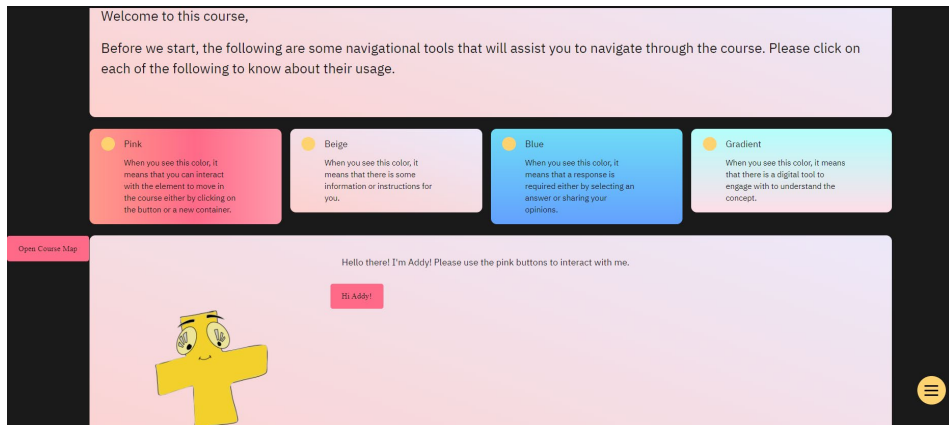 Welcome to this course,
Before we start, the following are some navigational tools that will assist you to navigate through the course. Please click on
each of the following to know about their usage.
Pink
When you see this color, it
means that you can interact
with the element to move in
the course either by clicking on
the button or a new container.
Beige
When you see this color, it
means that there is some
information or instructions for
you.
Blue
When you see this color, it
means that a response is
required either by selecting an
answer or sharing your
opinions.
Gradient
When you see this color, it means
that there is a digital tool to
engage with to understand the
concept.
Open Course Map
Hello there! I'm Addy! Please use the pink buttons to interact with me.
Hi Addy!